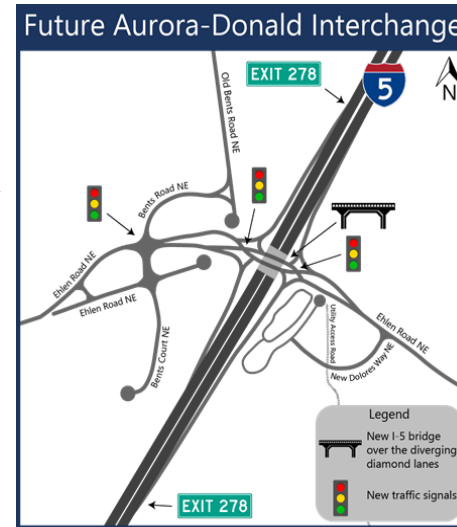 Future Aurora-Donald Interchange
EXIT 278
5
N
Old Bents Road NE
Bents Road NE
Ehlen Road NE
Ehlen Road NE
Bents Court NE
Utility Access Road
Ehlen Road NE
New Dolores Way NE
Legend
New I-5 bridge
over the diverging
diamond lanes
New traffic signals
EXIT 278